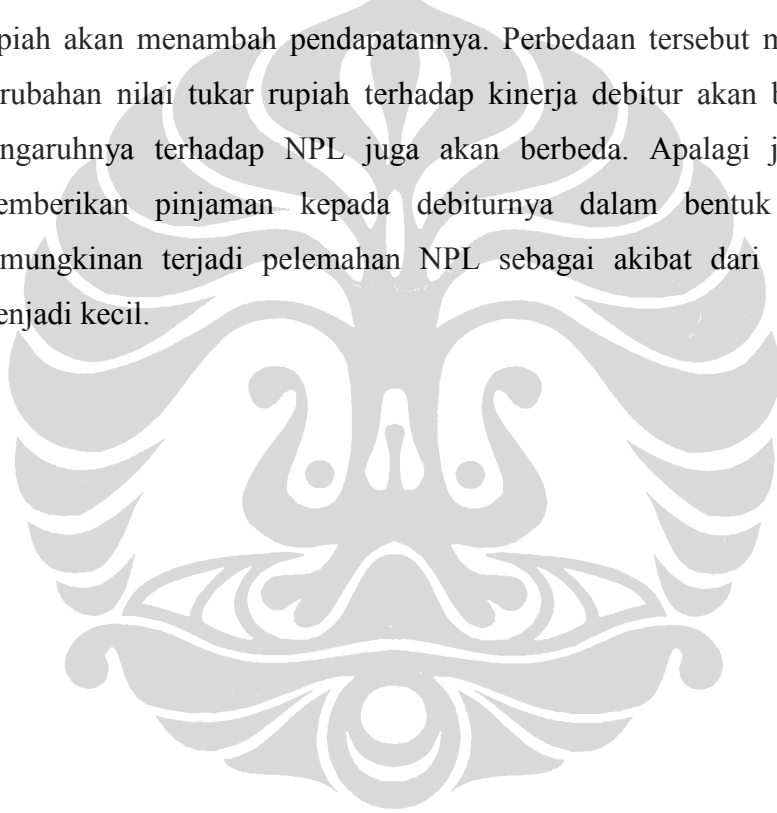 piah akan menambah pendapatannya. Perbedaan tersebut m
rubahan nilai tukar rupiah terhadap kinerja debitur akan b
ngaruhnya terhadap NPL juga akan berbeda. Apalagi j
emberikan pinjaman kepada debiturnya dalam bentuk
mungkinan terjadi pelemahan NPL sebagai akibat dari
enjadi kecil.